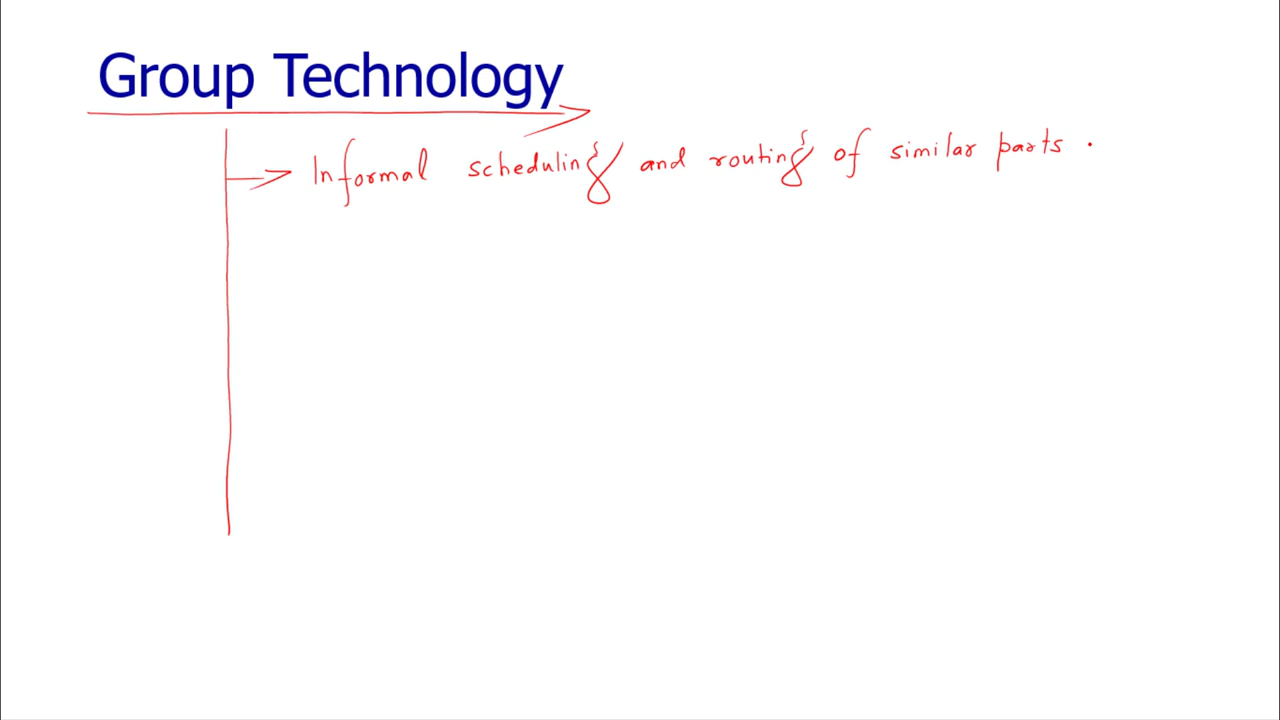 Group Technology
Informal scheduling and routing of similar parts .